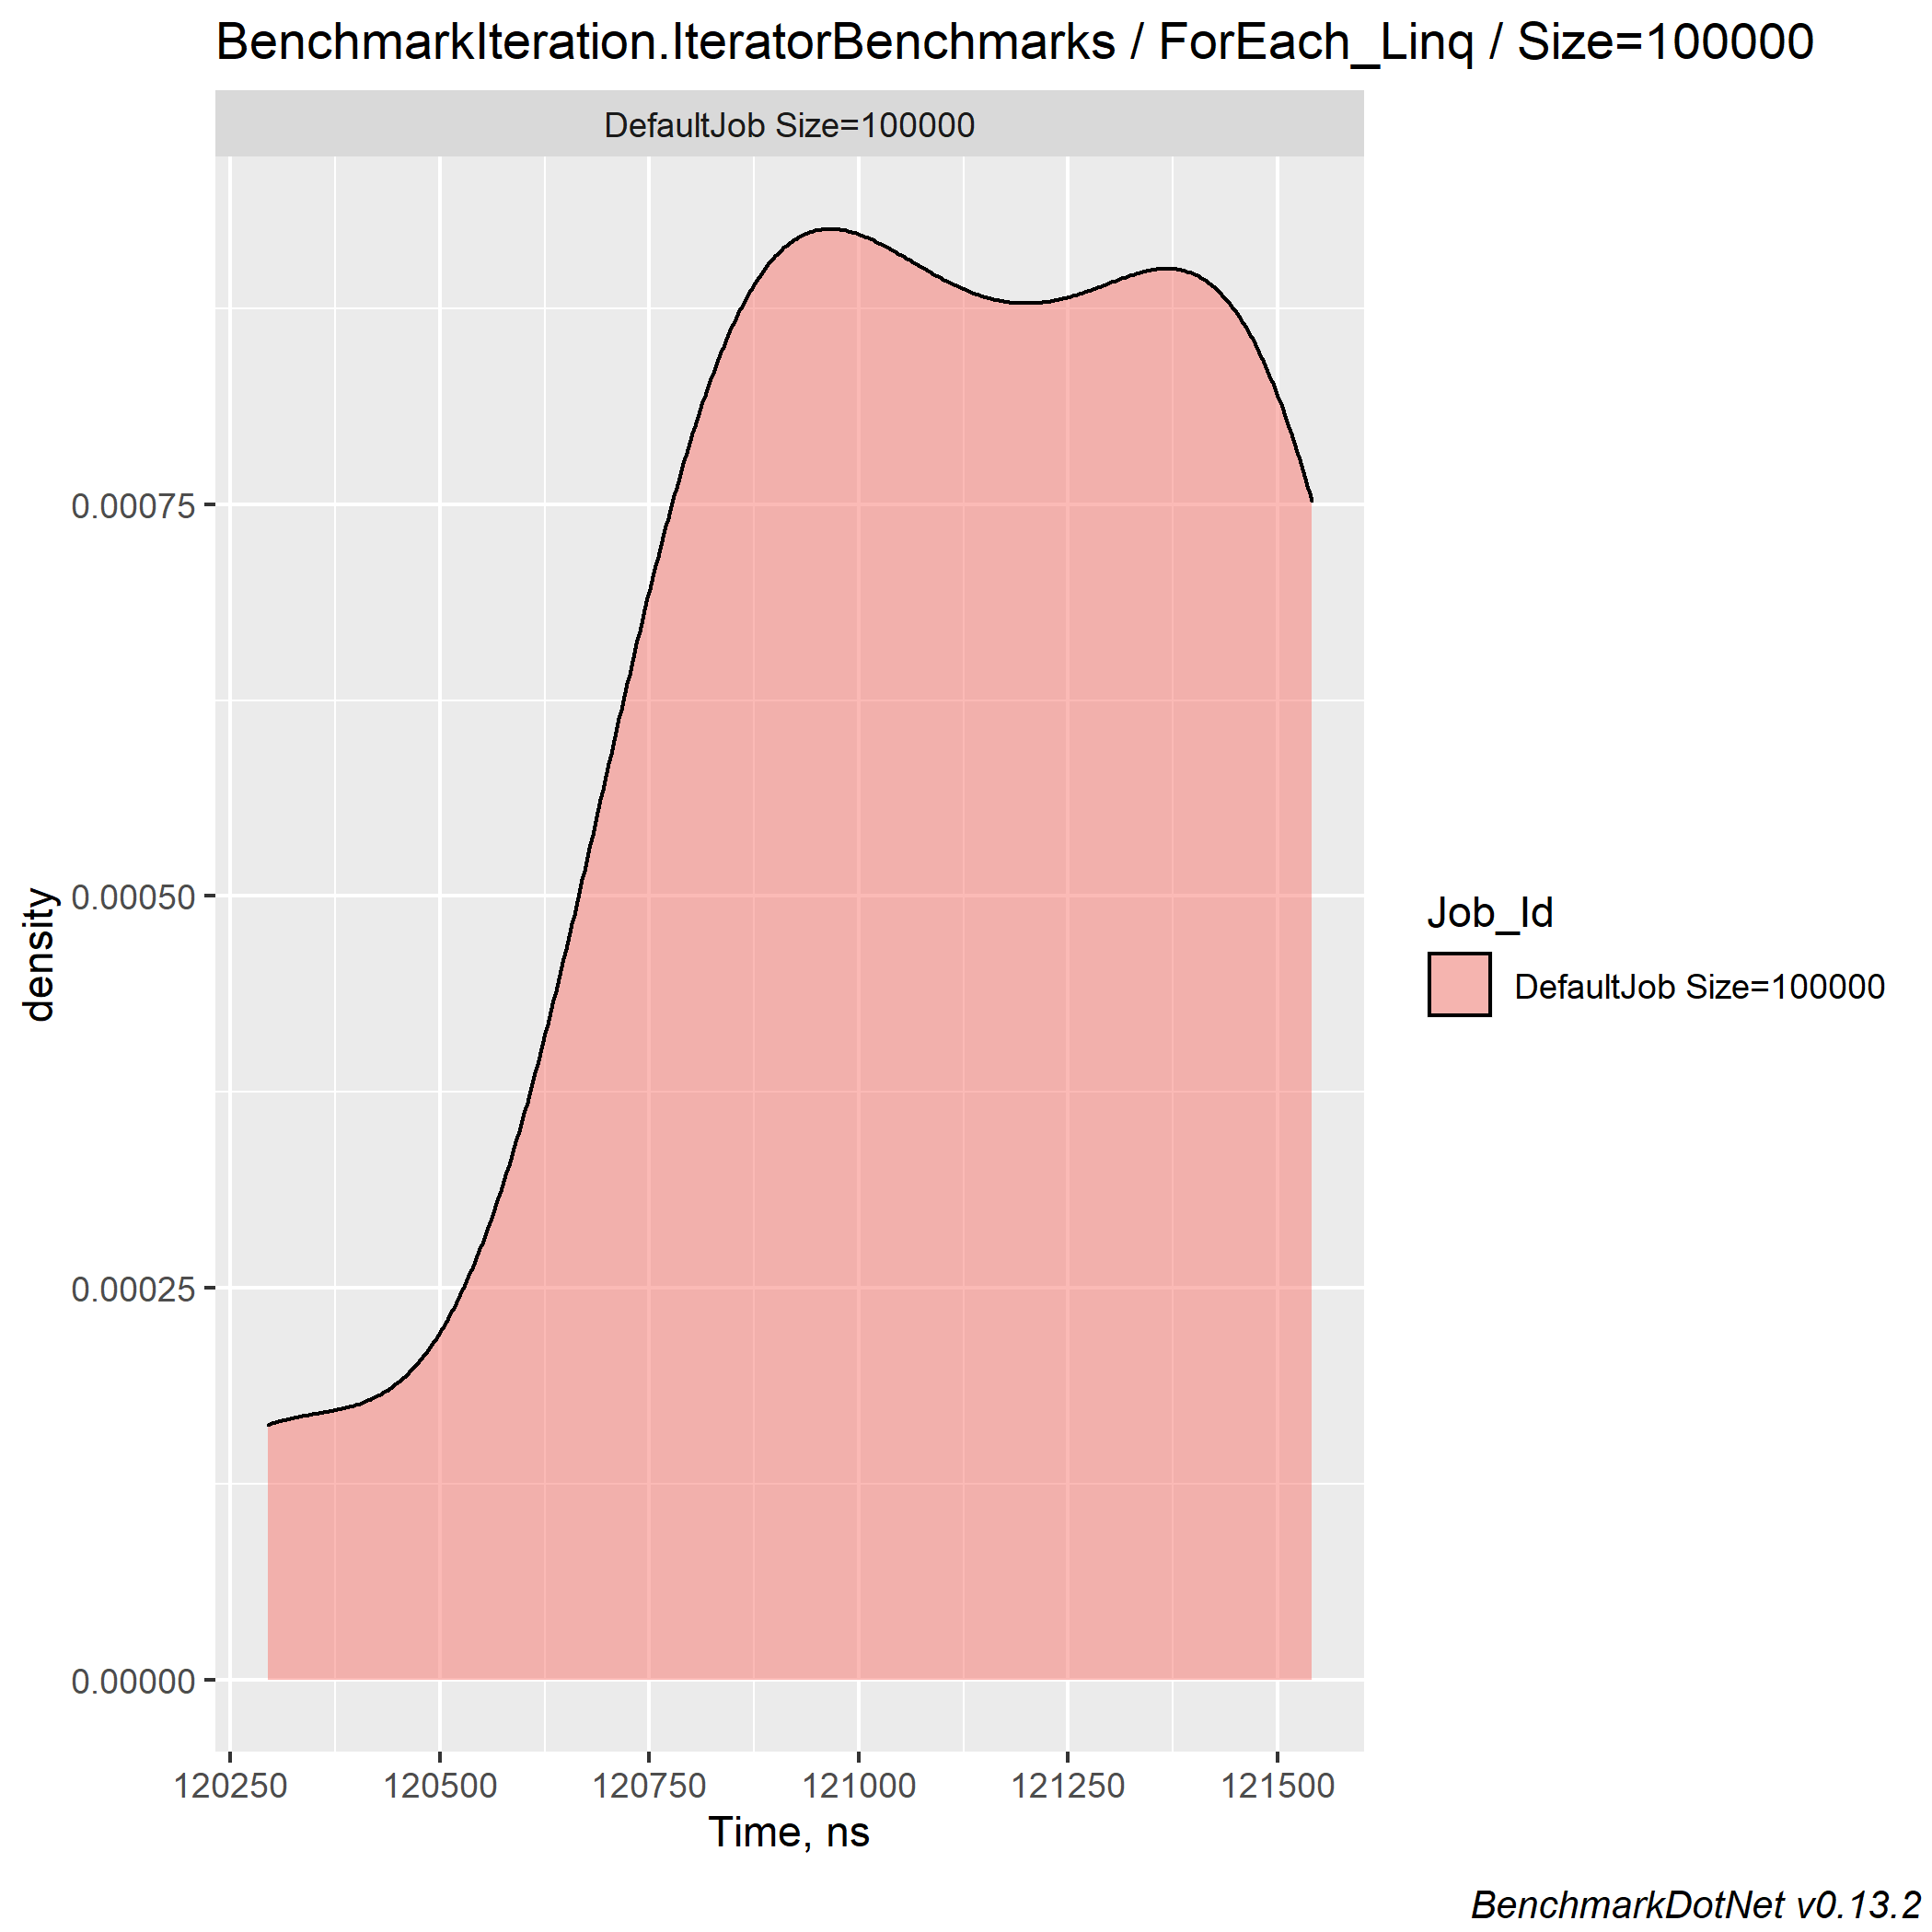 BenchmarkIteration.IteratorBenchmarks / ForEach_Linq / Size=100000
DefaultJob Size=100000
0.00075
0.00050
0.00025
0.00000
density
120250 120500 120750 121000 121250 121500
Time, ns
Job_Id
DefaultJob Size=100000
BenchmarkDotNet v0.13.2